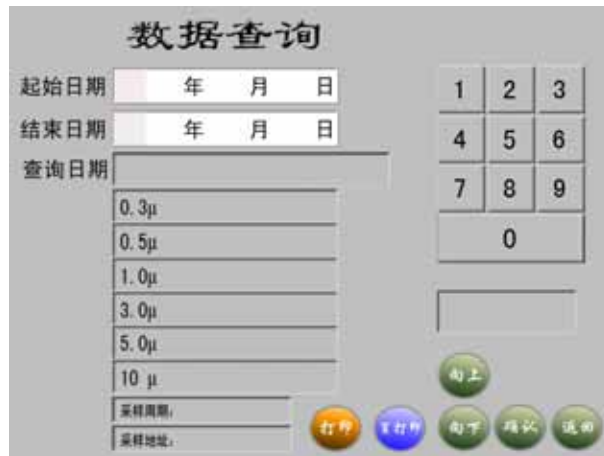 数据查询
起始日期 年 月 日
结束日期 年 月 日
查询日期
0.3μ
0.5μ
1.0μ
3.0μ
5.0μ
10 μ
采样周期:
采样地址:
1 2 3
4 5 6
7 8 9
0
向上
打印 打印 向下 确认 返回